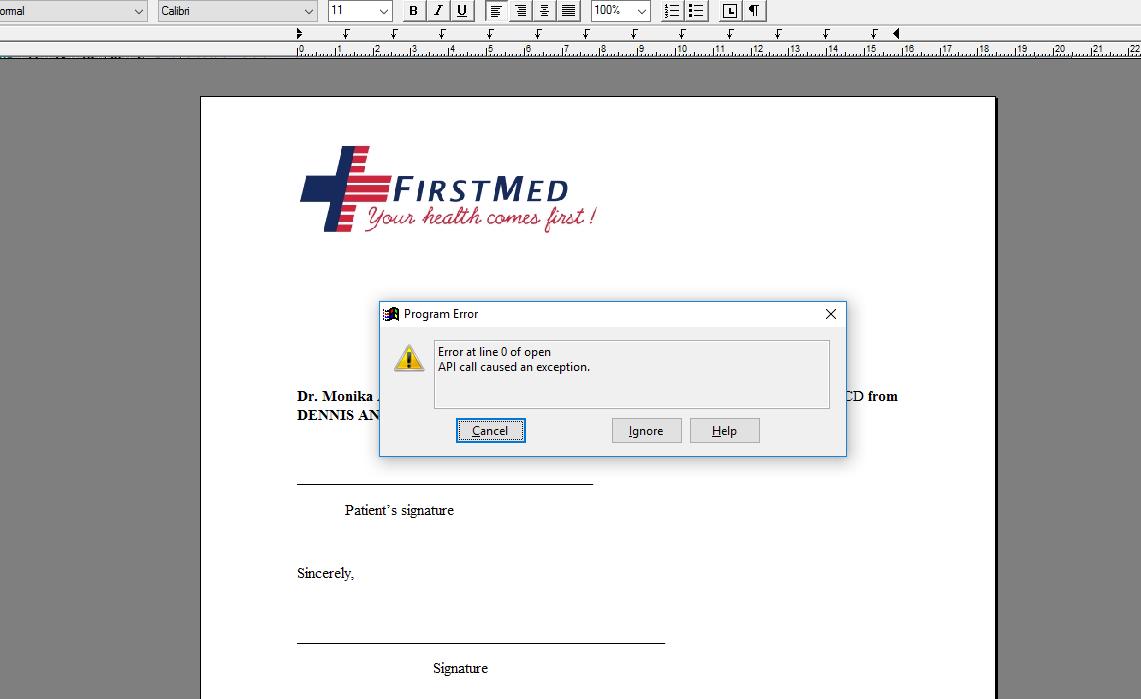 Calibri 11 B I U 100% ¶
0 1 2 3 4 5 6 7 8 9 10 11 12 13 14 15 16 17 18 19 20 21 22
FIRSTMED
Your health comes first !
Program Error
Error at line 0 of open
API call caused an exception.
Cancel Ignore Help
Dr. Monika CD from
DENNIS AN
Patient’s signature
Sincerely,
Signature